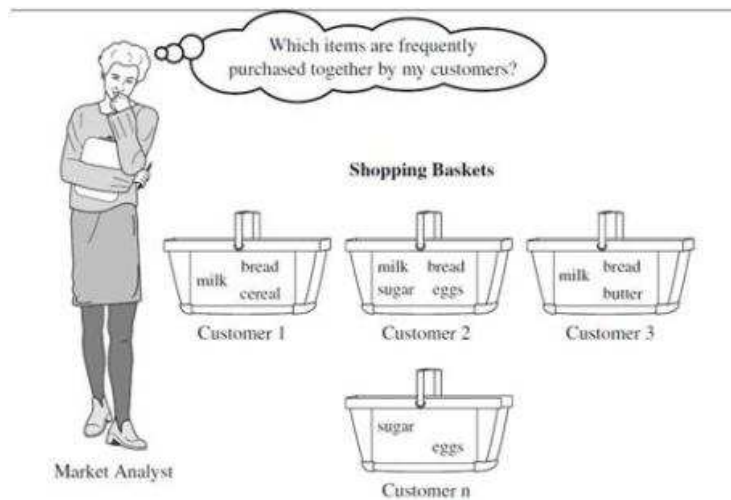 Which items are frequently
purchased together by my customers?
Shopping Baskets
milk bread
cereal
Customer 1
milk bread
sugar eggs
Customer 2
milk bread
butter
Customer 3
sugar
eggs
Customer n
Market Analyst